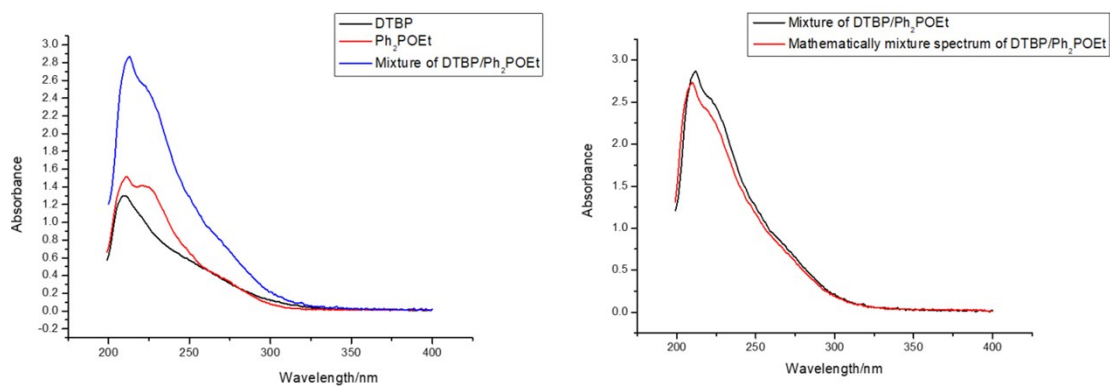 DTBP
Ph₂POEt
Mixture of DTBP/Ph₂POEt
3.0
2.8
2.6
2.4
2.2
2.0
1.8
1.6
1.4
1.2
1.0
0.8
0.6
0.4
0.2
0.0
-0.2
Absorbance
200 250 300 350 400
Wavelength/nm
Mixture of DTBP/Ph₂POEt
Mathematically mixture spectrum of DTBP/Ph₂POEt
3.0
2.5
2.0
1.5
1.0
0.5
0.0
Absorbance
200 250 300 350 400
Wavelength/nm